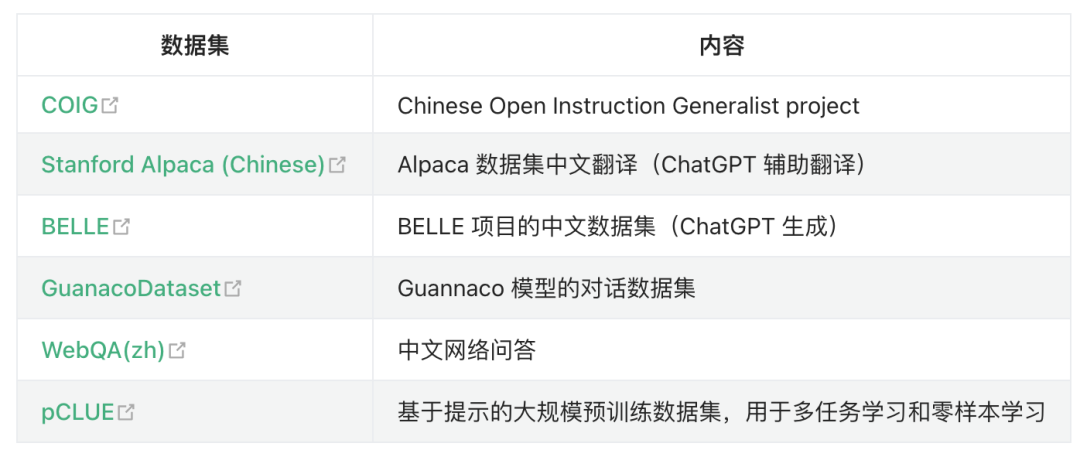 数据集 内容
COIG Chinese Open Instruction Generalist project
Stanford Alpaca (Chinese) Alpaca 数据集中文翻译（ChatGPT 辅助翻译）
BELLE BELLE 项目的中文数据集（ChatGPT 生成）
GuanacoDataset Guannaco 模型的对话数据集
WebQA(zh) 中文网络问答
pCLUE 基于提示的大规模预训练数据集，用于多任务学习和零样本学习